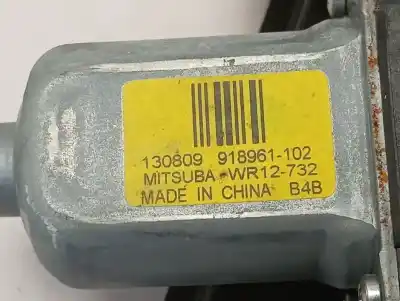 130809 918961-102
MITSUBA WR12-732
MADE IN CHINA B4B